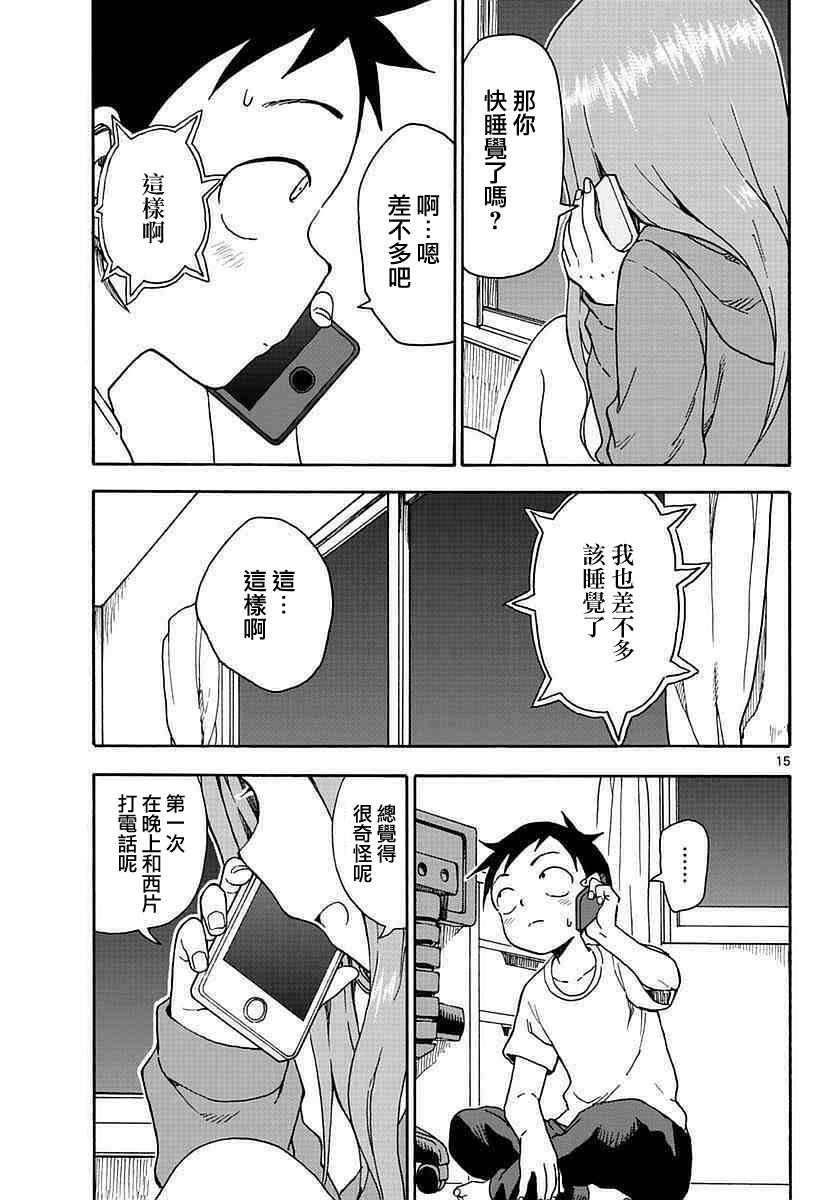 那你
快睡覺了嗎?
啊…嗯
差不多吧
這樣啊
我也差不多
該睡覺了
這…
這樣啊
15
……
總覺得
很奇怪呢
第一次
在晚上和西片
打電話呢